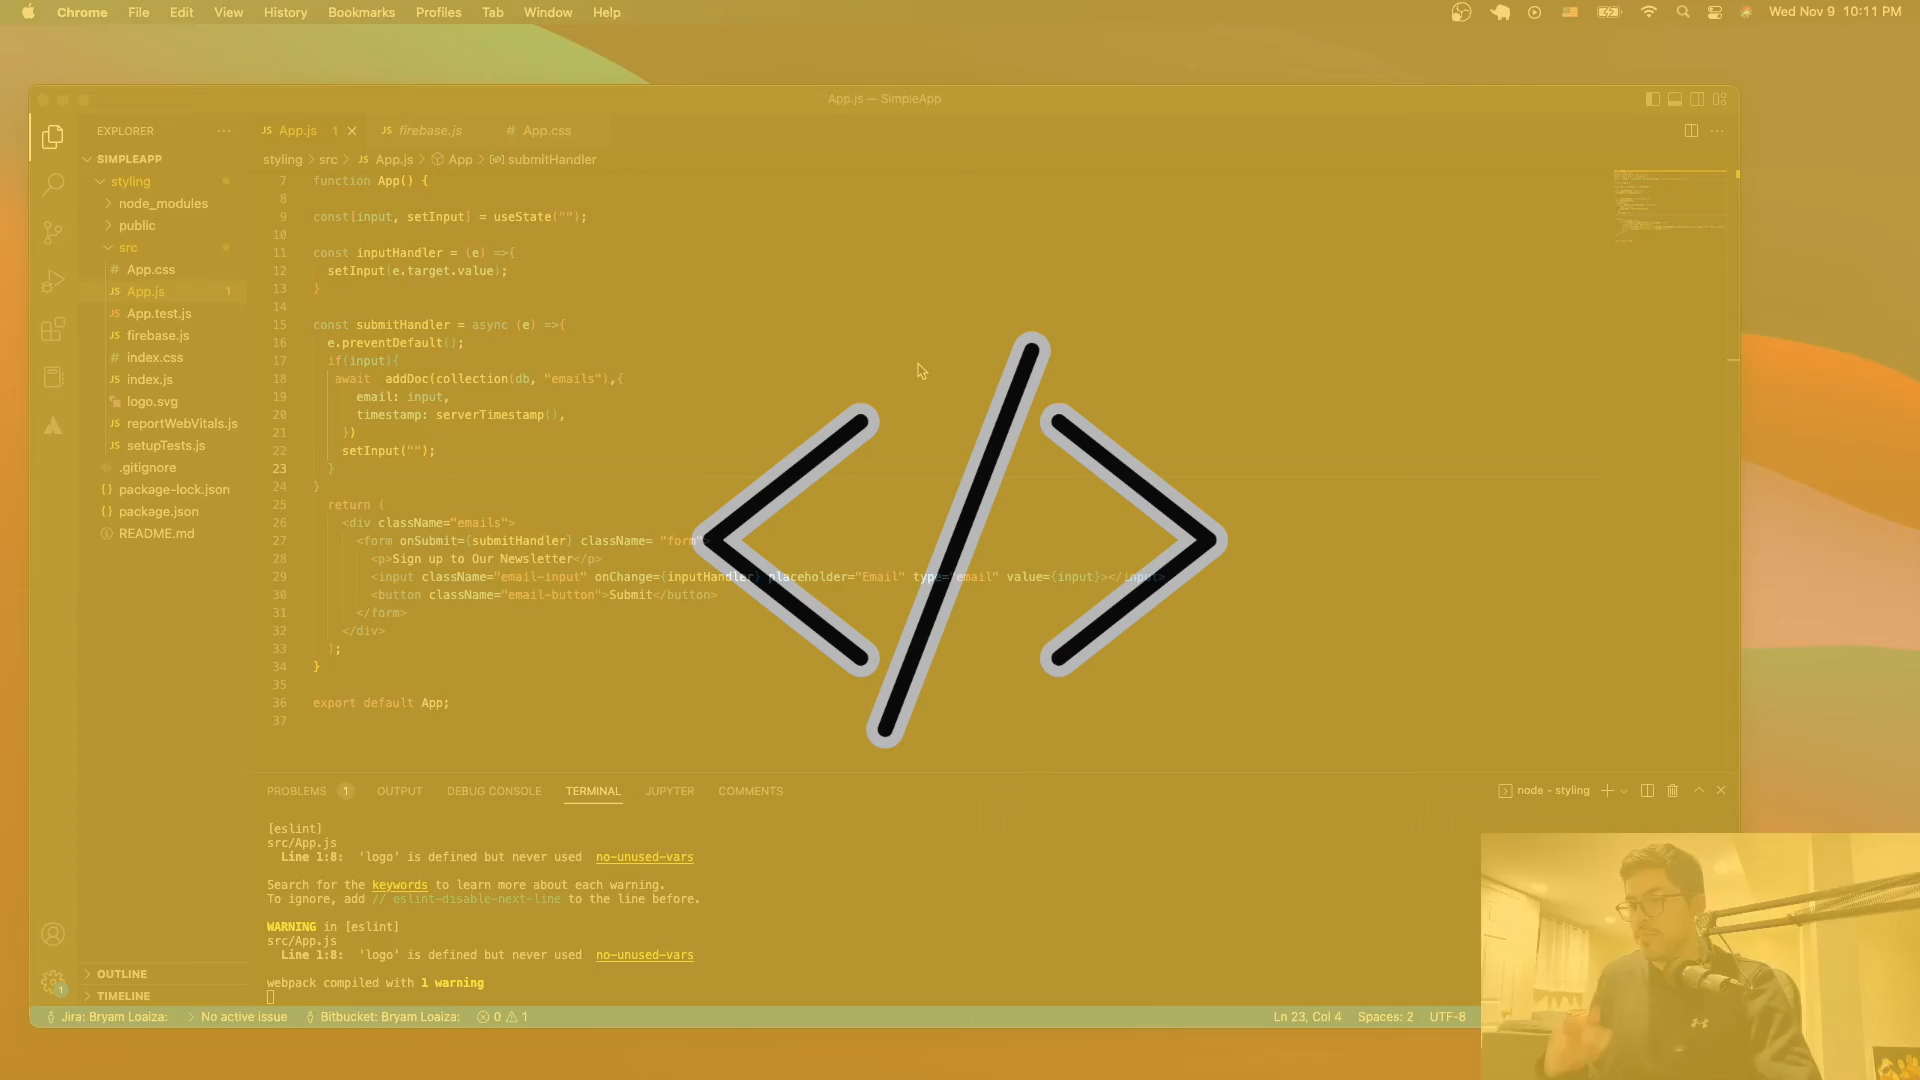 Chrome File Edit View History Bookmarks Profiles Tab Window Help Wed Nov 9 10:11 PM
App.js — SimpleApp
EXPLORER
JS App.js 1
JS firebase.js
# App.css
styling > src > JS App.js > App > submitHandler
SIMPLEAPP
styling
node_modules
public
src
# App.css
JS App.js 1
JS App.test.js
JS firebase.js
# index.css
JS index.js
logo.svg
JS reportWebVitals.js
JS setupTests.js
.gitignore
{} package-lock.json
{} package.json
README.md
OUTLINE
TIMELINE
7 function App() {
8
9 const[input, setInput] = useState("");
10
11 const inputHandler = (e) =>{
12 setInput(e.target.value);
13 }
14
15 const submitHandler = async (e) =>{
16 e.preventDefault();
17 if(input){
18 await addDoc(collection(db, "emails"),{
19 email: input,
20 timestamp: serverTimestamp(),
21 })
22 setInput("");
23 }
24 }
25 return (
26 <div className="emails">
27 <form onSubmit={submitHandler} className= "form">
28 <p>Sign up to Our Newsletter</p>
29 <input className="email-input" onChange={inputHandler} placeholder="Email" type="email" value={input}></input>
30 <button className="email-button">Submit</button>
31 </form>
32 </div>
33 );
34 }
35
36 export default App;
37
</>
PROBLEMS 1 OUTPUT DEBUG CONSOLE TERMINAL JUPYTER COMMENTS
node - styling
[eslint]
src/App.js
Line 1:8: 'logo' is defined but never used no-unused-vars
Search for the keywords to learn more about each warning.
To ignore, add // eslint-disable-next-line to the line before.
WARNING in [eslint]
src/App.js
Line 1:8: 'logo' is defined but never used no-unused-vars
webpack compiled with 1 warning
1
Jira: Bryam Loaiza: > No active issue Bitbucket: Bryam Loaiza: 0 1 Ln 23, Col 4 Spaces: 2 UTF-8